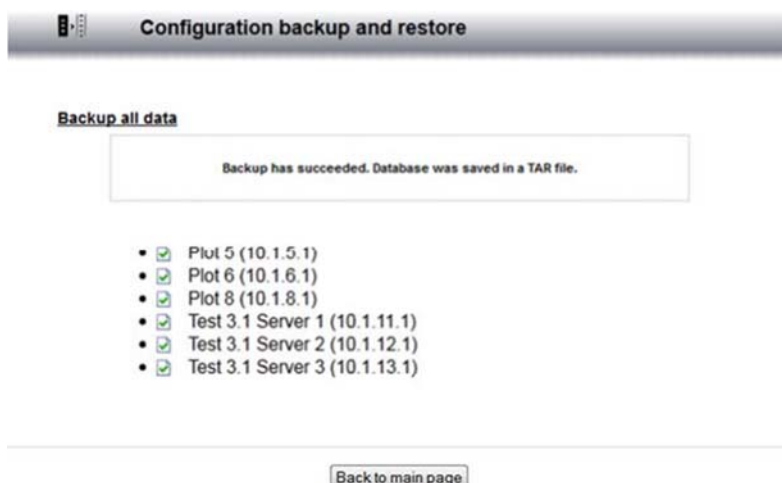 Configuration backup and restore
Backup all data
Backup has succeeded. Database was saved in a TAR file.
Plot 5 (10.1.5.1)
Plot 6 (10.1.6.1)
Plot 8 (10.1.8.1)
Test 3.1 Server 1 (10.1.11.1)
Test 3.1 Server 2 (10.1.12.1)
Test 3.1 Server 3 (10.1.13.1)
Back to main page